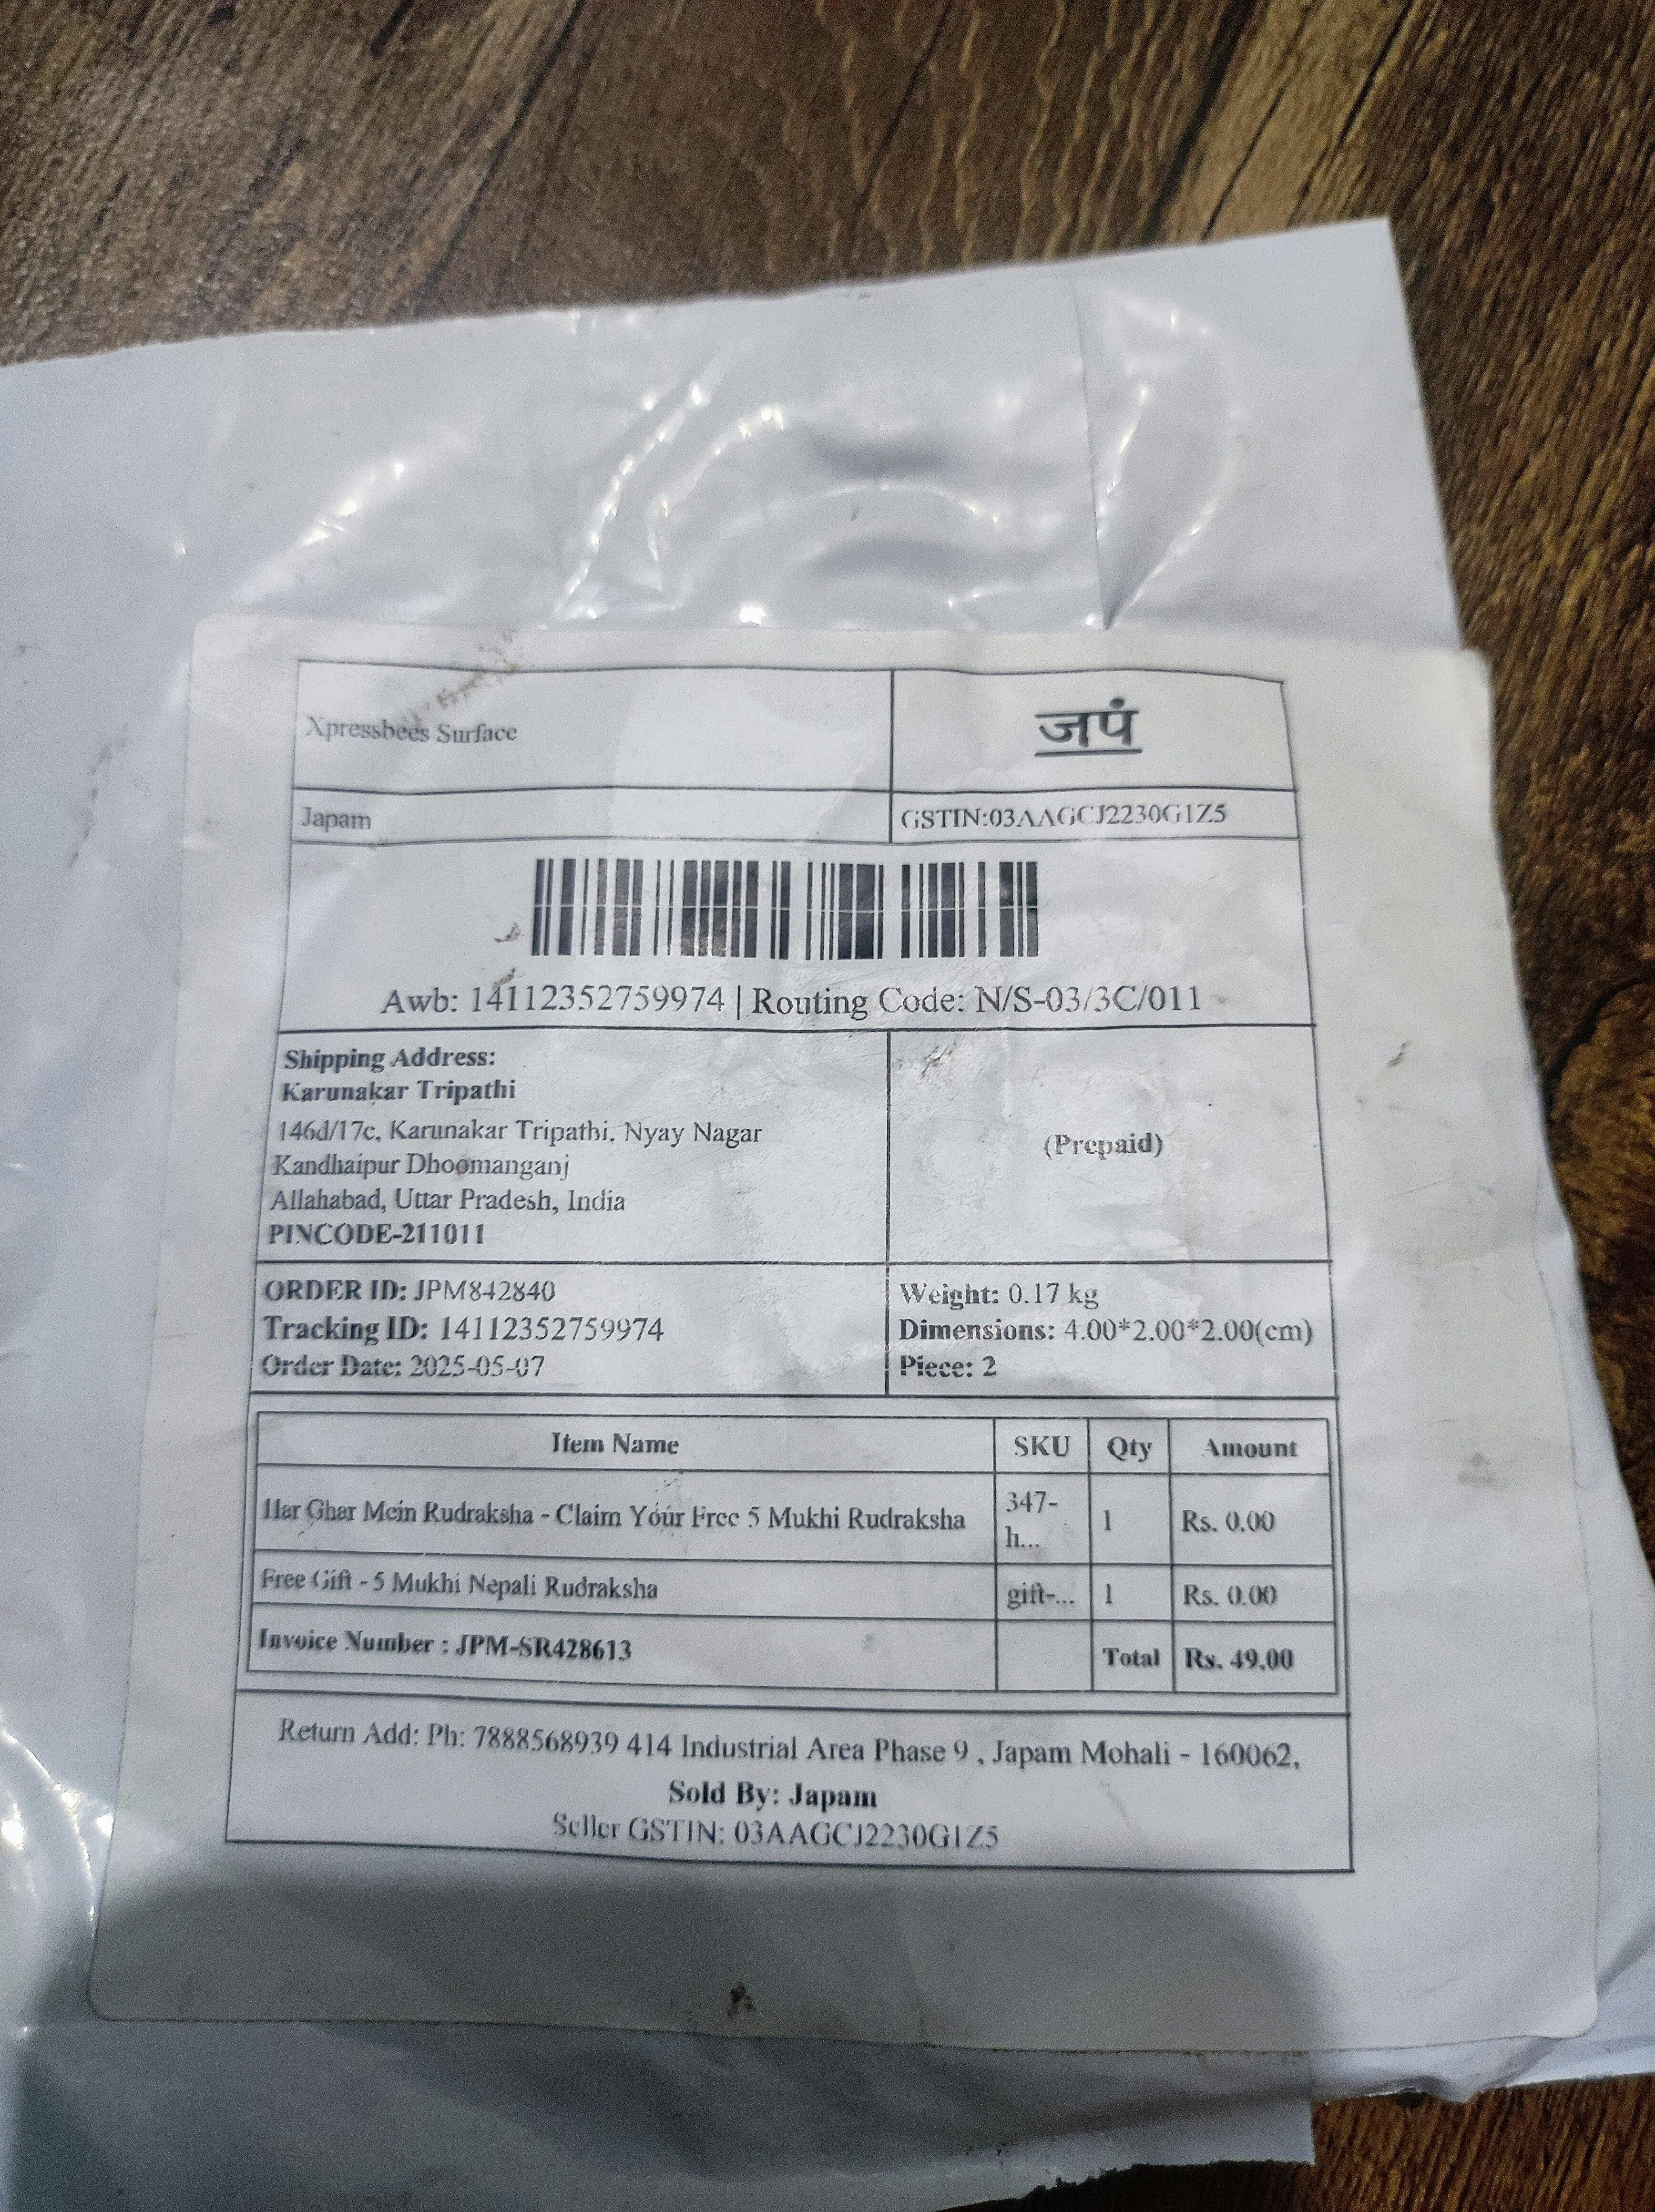 Xpressbees Surface
जपं
Japam
GSTIN:03AAGCJ2230G1Z5
Awb: 14112352759974 | Routing Code: N/S-03/3C/011
Shipping Address:
Karunakar Tripathi
146d/17c, Karunakar Tripathi, Nyay Nagar
Kandhaipur Dhoomanganj
Allahabad, Uttar Pradesh, India
PINCODE-211011
(Prepaid)
ORDER ID: JPM842840
Tracking ID: 14112352759974
Order Date: 2025-05-07
Weight: 0.17 kg
Dimensions: 4.00*2.00*2.00(cm)
Piece: 2
Item Name SKU Qty Amount
Har Ghar Mein Rudraksha - Claim Your Free 5 Mukhi Rudraksha 347-h... 1 Rs. 0.00
Free Gift - 5 Mukhi Nepali Rudraksha gift-... 1 Rs. 0.00
Invoice Number : JPM-SR428613 Total Rs. 49.00
Return Add: Ph: 7888568939 414 Industrial Area Phase 9 , Japam Mohali - 160062,
Sold By: Japam
Seller GSTIN: 03AAGCJ2230G1Z5